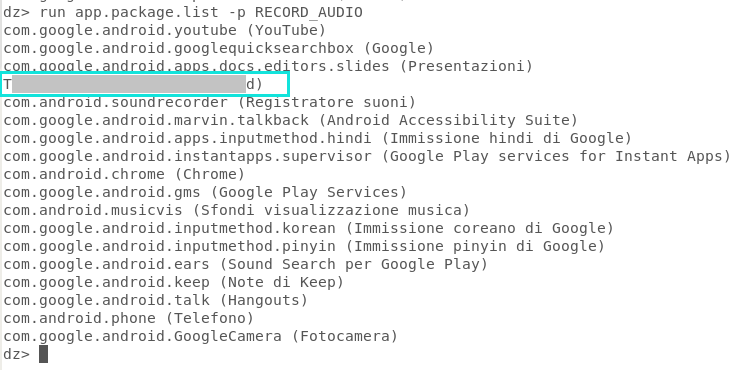 dz> run app.package.list -p RECORD_AUDIO
com.google.android.youtube (YouTube)
com.google.android.googlequicksearchbox (Google)
com.google.android.apps.docs.editors.slides (Presentazioni)
T d)
com.android.soundrecorder (Registratore suoni)
com.google.android.marvin.talkback (Android Accessibility Suite)
com.google.android.apps.inputmethod.hindi (Immissione hindi di Google)
com.google.android.instantapps.supervisor (Google Play services for Instant Apps)
com.android.chrome (Chrome)
com.google.android.gms (Google Play Services)
com.android.musicvis (Sfondi visualizzazione musica)
com.google.android.inputmethod.korean (Immissione coreano di Google)
com.google.android.inputmethod.pinyin (Immissione pinyin di Google)
com.google.android.ears (Sound Search per Google Play)
com.google.android.keep (Note di Keep)
com.google.android.talk (Hangouts)
com.android.phone (Telefono)
com.google.android.GoogleCamera (Fotocamera)
dz>